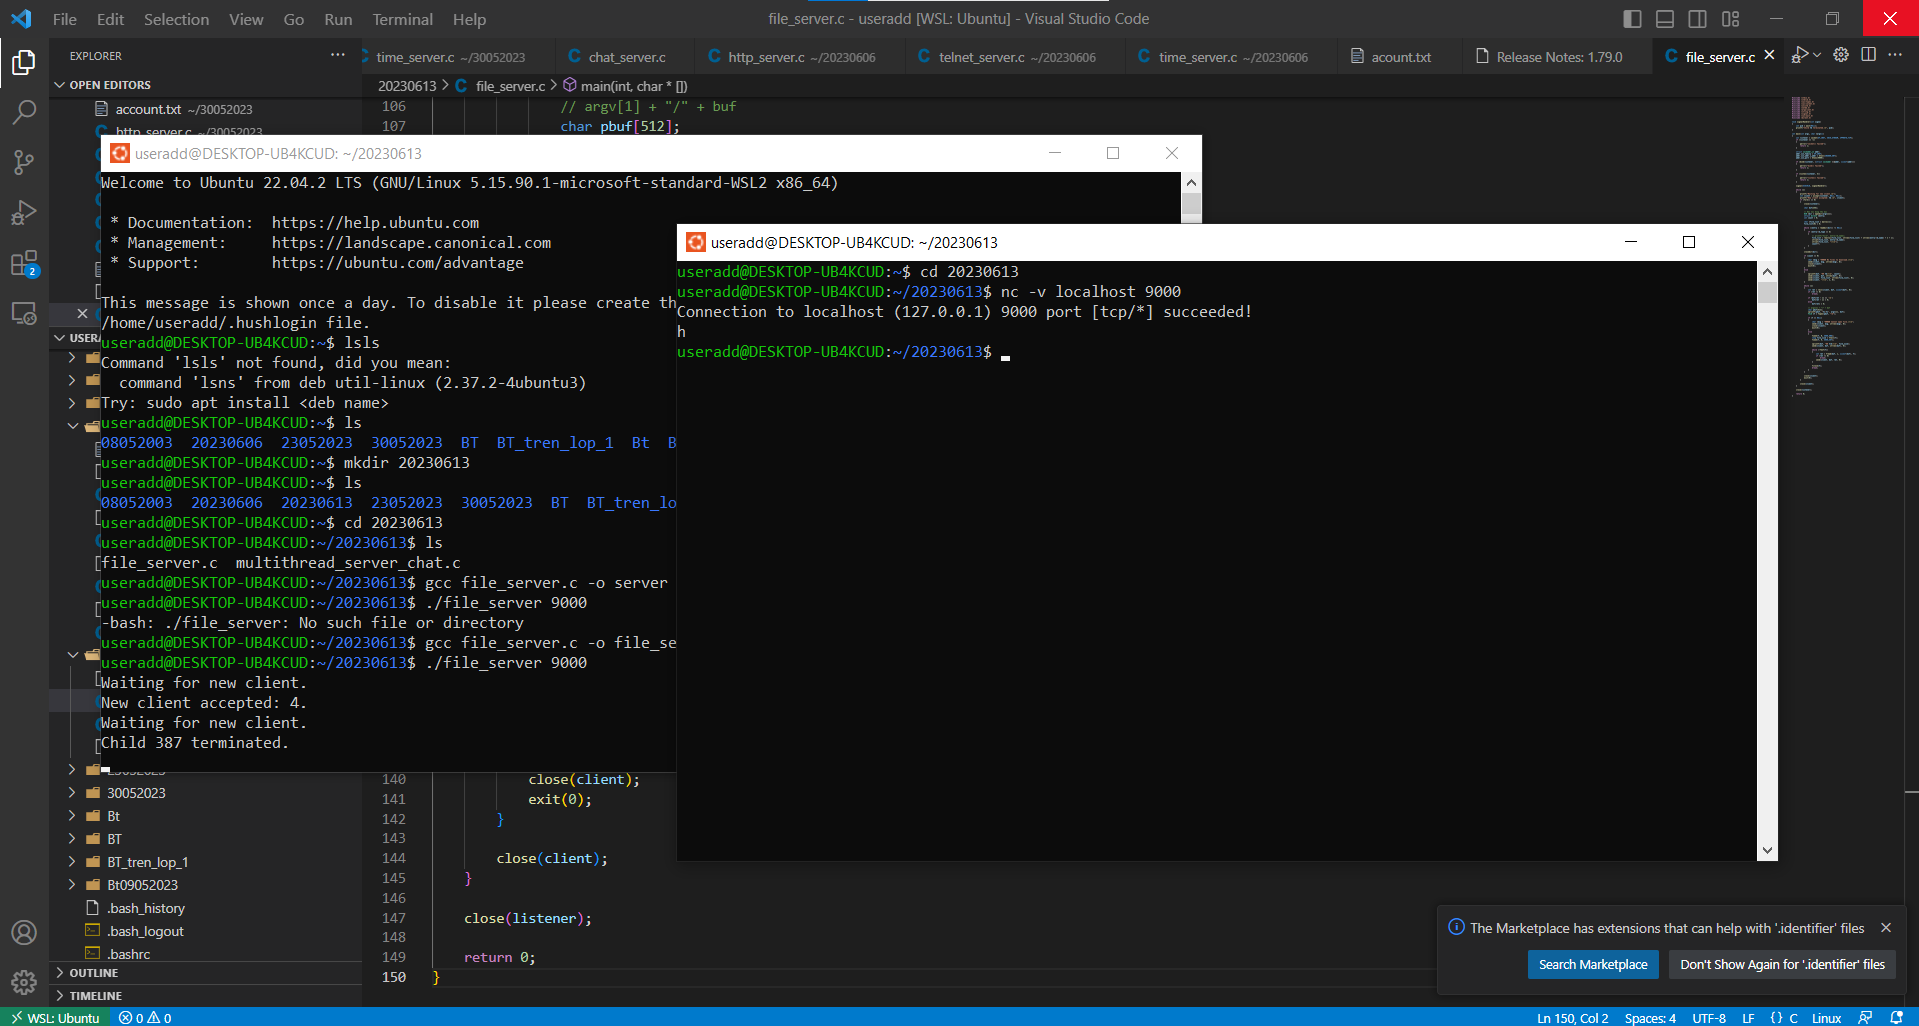 File Edit Selection View Go Run Terminal Help
file_server.c - useradd [WSL: Ubuntu] - Visual Studio Code
EXPLORER
time_server.c ~/30052023
chat_server.c
http_server.c ~/20230606
telnet_server.c ~/20230606
time_server.c ~/20230606
acount.txt
Release Notes: 1.79.0
file_server.c
OPEN EDITORS
20230613 > file_server.c > main(int, char * [])
account.txt ~/30052023
http_server.c ~/30052023
106 // argv[1] + "/" + buf
107 char pbuf[512];
useradd@DESKTOP-UB4KCUD: ~/20230613
Welcome to Ubuntu 22.04.2 LTS (GNU/Linux 5.15.90.1-microsoft-standard-WSL2 x86_64)
* Documentation: https://help.ubuntu.com
* Management: https://landscape.canonical.com
* Support: https://ubuntu.com/advantage
This message is shown once a day. To disable it please create th
/home/useradd/.hushlogin file.
useradd@DESKTOP-UB4KCUD:~$ lsls
Command 'lsls' not found, did you mean:
command 'lsns' from deb util-linux (2.37.2-4ubuntu3)
Try: sudo apt install <deb name>
useradd@DESKTOP-UB4KCUD:~$ ls
08052003 20230606 23052023 30052023 BT BT_tren_lop_1 Bt B
useradd@DESKTOP-UB4KCUD:~$ mkdir 20230613
useradd@DESKTOP-UB4KCUD:~$ ls
08052003 20230606 20230613 23052023 30052023 BT BT_tren_lo
useradd@DESKTOP-UB4KCUD:~$ cd 20230613
useradd@DESKTOP-UB4KCUD:~/20230613$ ls
file_server.c multithread_server_chat.c
useradd@DESKTOP-UB4KCUD:~/20230613$ gcc file_server.c -o server
useradd@DESKTOP-UB4KCUD:~/20230613$ ./file_server 9000
-bash: ./file_server: No such file or directory
useradd@DESKTOP-UB4KCUD:~/20230613$ gcc file_server.c -o file_se
useradd@DESKTOP-UB4KCUD:~/20230613$ ./file_server 9000
Waiting for new client.
New client accepted: 4.
Waiting for new client.
Child 387 terminated.
useradd@DESKTOP-UB4KCUD: ~/20230613
useradd@DESKTOP-UB4KCUD:~$ cd 20230613
useradd@DESKTOP-UB4KCUD:~/20230613$ nc -v localhost 9000
Connection to localhost (127.0.0.1) 9000 port [tcp/*] succeeded!
h
useradd@DESKTOP-UB4KCUD:~/20230613$
USERA
2
23052023
30052023
Bt
BT
BT_tren_lop_1
Bt09052023
.bash_history
.bash_logout
.bashrc
OUTLINE
TIMELINE
140 close(client);
141 exit(0);
142 }
143
144 close(client);
145 }
146
147 close(listener);
148
149 return 0;
150 }
The Marketplace has extensions that can help with '.identifier' files
Search Marketplace
Don't Show Again for '.identifier' files
WSL: Ubuntu
0 0
Ln 150, Col 2
Spaces: 4
UTF-8
LF
{ } C
Linux